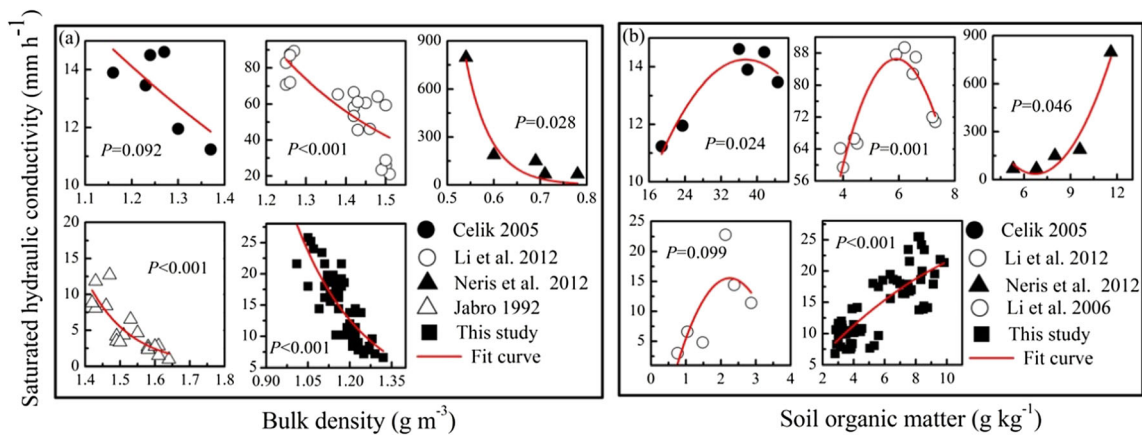 Saturated hydraulic conductivity (mm h-1)
(a)
16
14
12
10
1.1 1.2 1.3 1.4
P=0.092
100
80
60
40
20
1.2 1.3 1.4 1.5
P<0.001
900
600
300
0
0.5 0.6 0.7 0.8
P=0.028
20
15
10
5
0
1.4 1.5 1.6 1.7 1.8
P<0.001
25
20
15
10
5
0.90 1.05 1.20 1.35
P<0.001
Celik 2005
Li et al. 2012
Neris et al. 2012
Jabro 1992
This study
Fit curve
Bulk density (g m-3)
(b)
16
14
12
10
16 24 32 40
P=0.024
96
88
80
72
64
56
4 6 8
P=0.001
900
600
300
0
6 8 10 12
P=0.046
25
20
15
10
5
0 1 2 3 4
P=0.099
25
20
15
10
5
2 4 6 8 10
P<0.001
Celik 2005
Li et al. 2012
Neris et al. 2012
Li et al. 2006
This study
Fit curve
Soil organic matter (g kg-1)